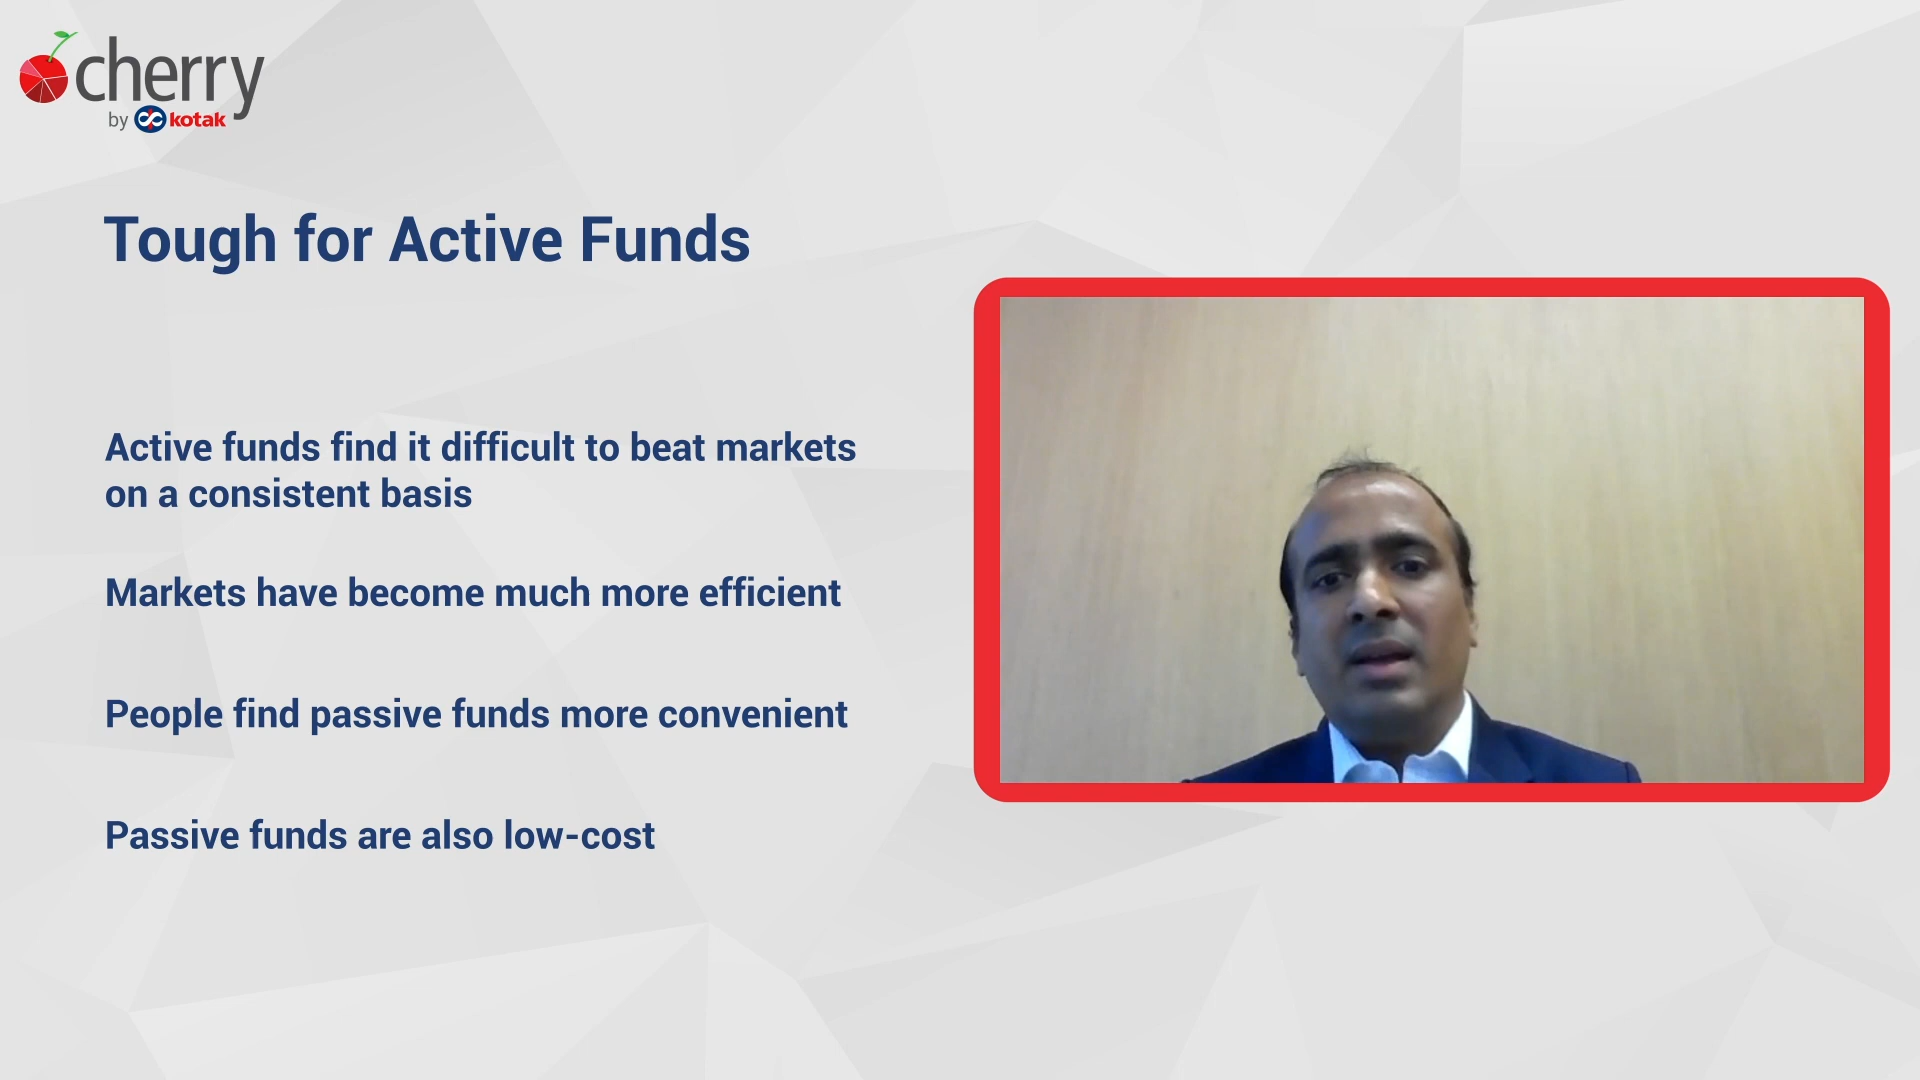 cherry
by kotak
Tough for Active Funds
Active funds find it difficult to beat markets
on a consistent basis
Markets have become much more efficient
People find passive funds more convenient
Passive funds are also low-cost